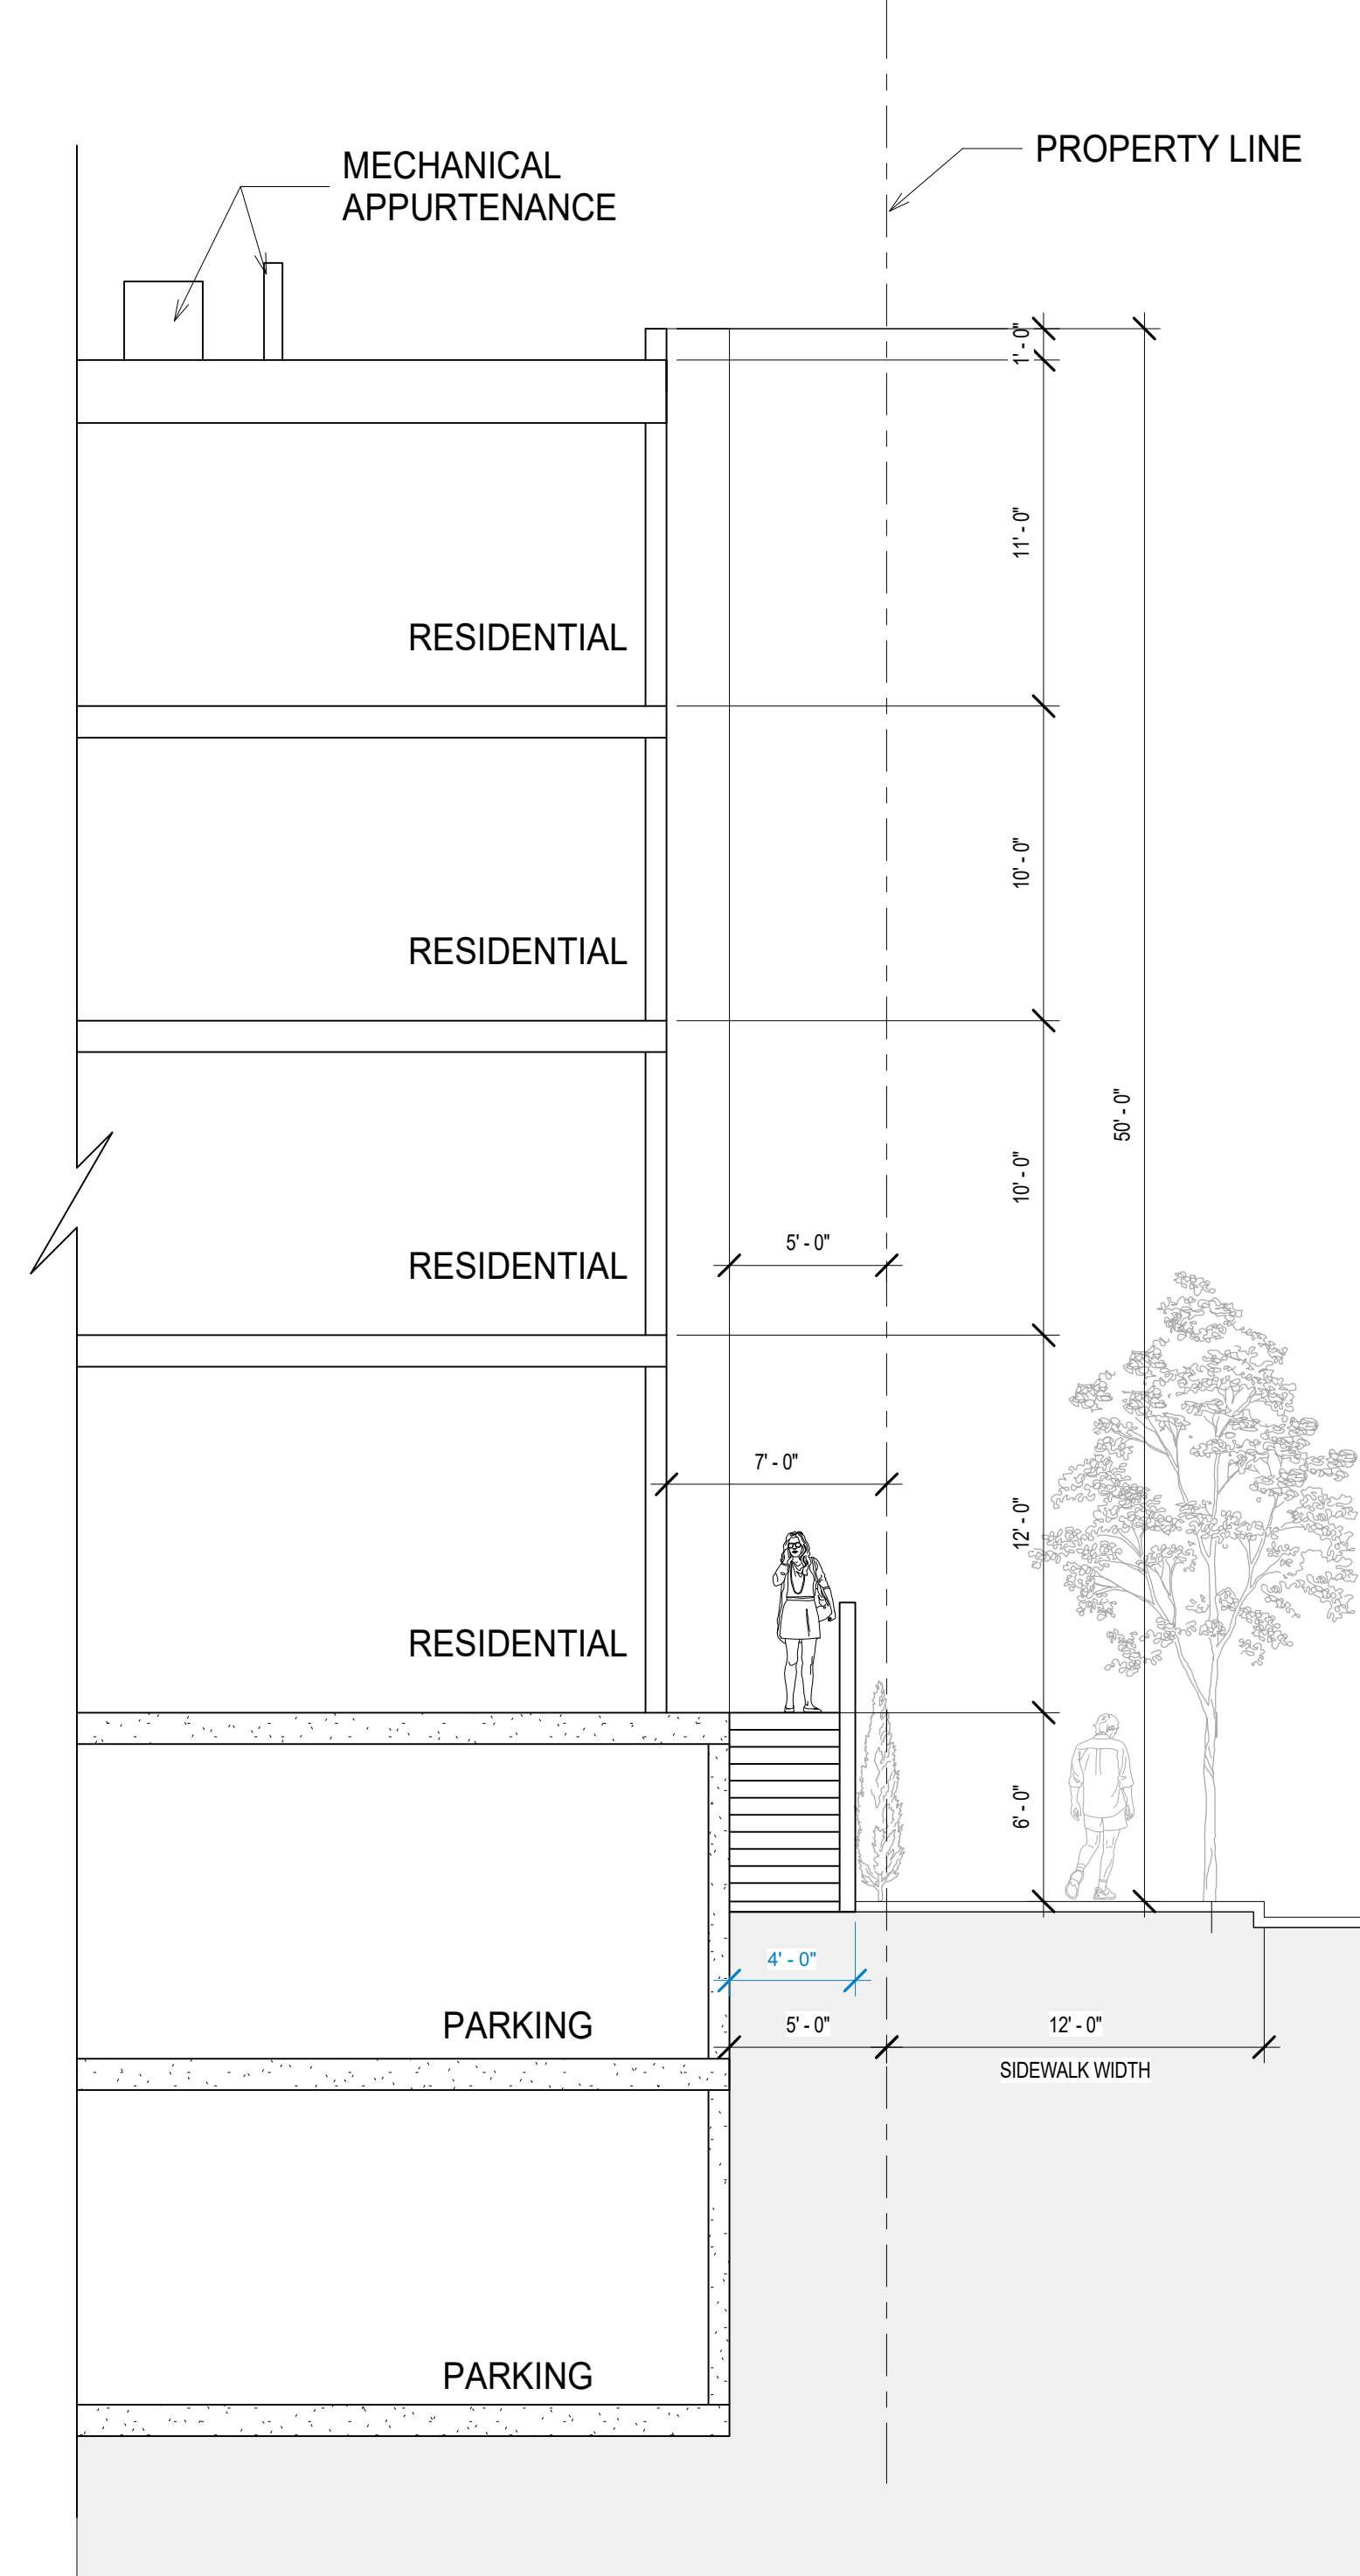 PROPERTY LINE
MECHANICAL
APPURTENANCE
1' - 0"
11' - 0"
RESIDENTIAL
10' - 0"
RESIDENTIAL
50' - 0"
10' - 0"
5' - 0"
RESIDENTIAL
7' - 0"
12' - 0"
RESIDENTIAL
6' - 0"
4' - 0"
PARKING
5' - 0"
12' - 0"
SIDEWALK WIDTH
PARKING